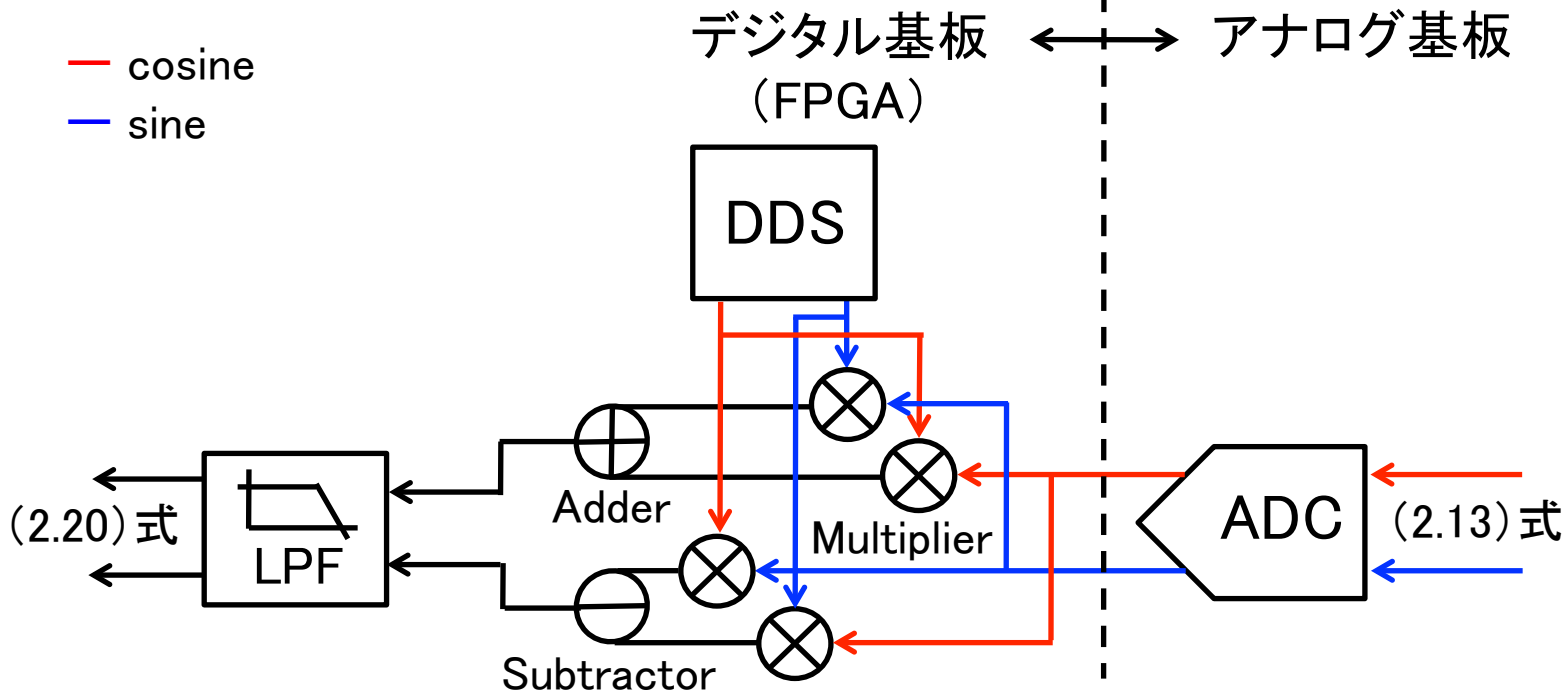 デジタル基板
(FPGA)
アナログ基板
cosine
sine
DDS
Adder
Multiplier
ADC
(2.13)式
(2.20)式
LPF
Subtractor